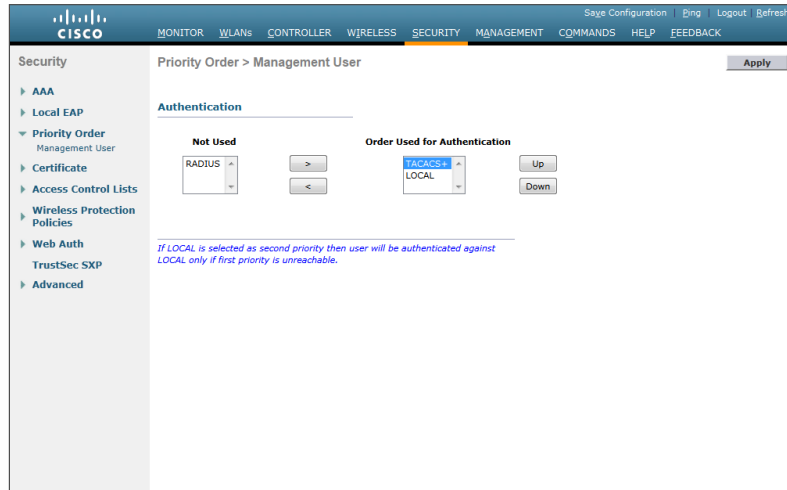 Save Configuration | Ping | Logout | Refresh
CISCO
MONITOR WLANs CONTROLLER WIRELESS SECURITY MANAGEMENT COMMANDS HELP FEEDBACK
Security
Priority Order > Management User
Apply
AAA
Local EAP
Priority Order
Management User
Certificate
Access Control Lists
Wireless Protection
Policies
Web Auth
TrustSec SXP
Advanced
Authentication
Not Used
Order Used for Authentication
RADIUS
>
<
TACACS+
LOCAL
Up
Down
If LOCAL is selected as second priority then user will be authenticated against
LOCAL only if first priority is unreachable.